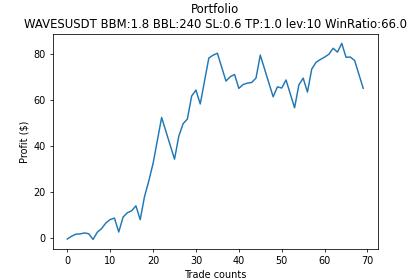 Portfolio
WAVESUSDT BBM:1.8 BBL:240 SL:0.6 TP:1.0 lev:10 WinRatio:66.0
Profit ($)
80
60
40
20
0
0 10 20 30 40 50 60 70
Trade counts